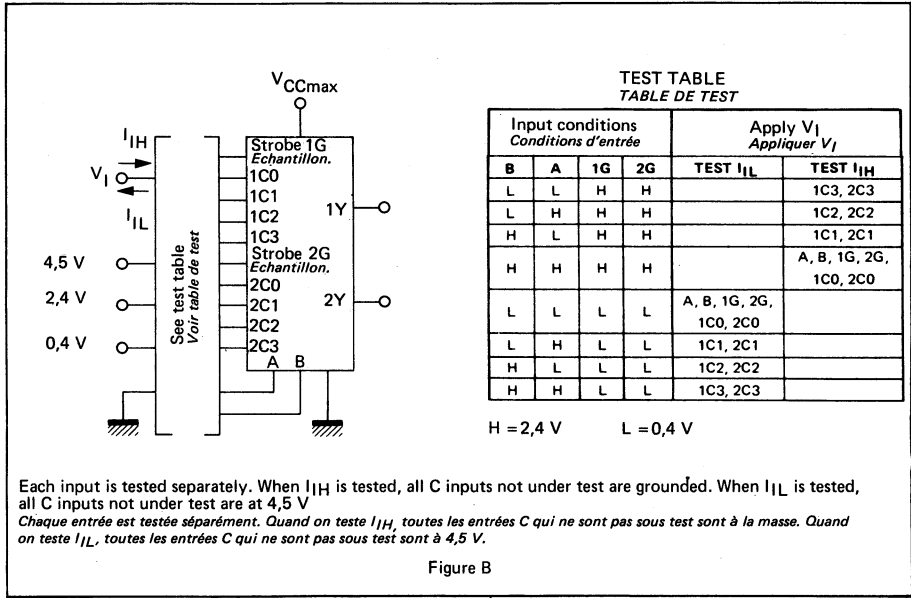 VCCmax
IIH
VI
IIL
4,5 V
2,4 V
0,4 V
See test table
Voir table de test
Strobe 1G
Echantillon.
1C0
1C1
1C2
1C3
Strobe 2G
Echantillon.
2C0
2C1
2C2
2C3
A B
1Y
2Y
TEST TABLE
TABLE DE TEST
Input conditions Apply VI
Conditions d'entrée Appliquer VI
B A 1G 2G TEST IIL TEST IIH
L L H H 1C3, 2C3
L H H H 1C2, 2C2
H L H H 1C1, 2C1
H H H H A, B, 1G, 2G,
1C0, 2C0
L L L L A, B, 1G, 2G,
1C0, 2C0
L H L L 1C1, 2C1
H L L L 1C2, 2C2
H H L L 1C3, 2C3
H = 2,4 V L = 0,4 V
Each input is tested separately. When IIH is tested, all C inputs not under test are grounded. When IIL is tested,
all C inputs not under test are at 4,5 V
Chaque entrée est testée séparément. Quand on teste IIH, toutes les entrées C qui ne sont pas sous test sont à la masse. Quand
on teste IIL, toutes les entrées C qui ne sont pas sous test sont à 4,5 V.
Figure B